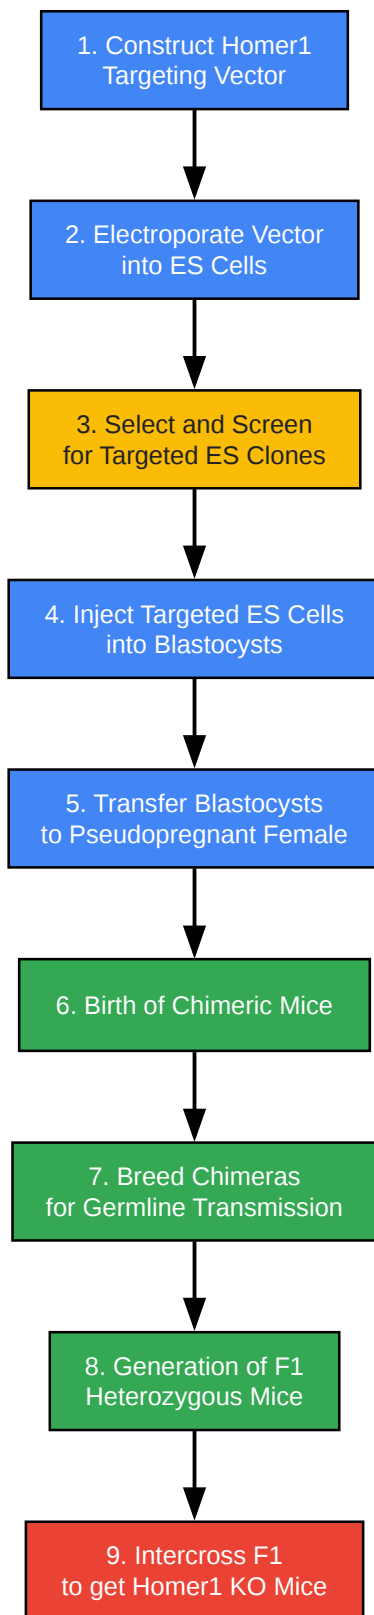 1. Construct Homer1
Targeting Vector
2. Electroporate Vector
into ES Cells
3. Select and Screen
for Targeted ES Clones
4. Inject Targeted ES Cells
into Blastocysts
5. Transfer Blastocysts
to Pseudopregnant Female
6. Birth of Chimeric Mice
7. Breed Chimeras
for Germline Transmission
8. Generation of F1
Heterozygous Mice
9. Intercross F1
to get Homer1 KO Mice